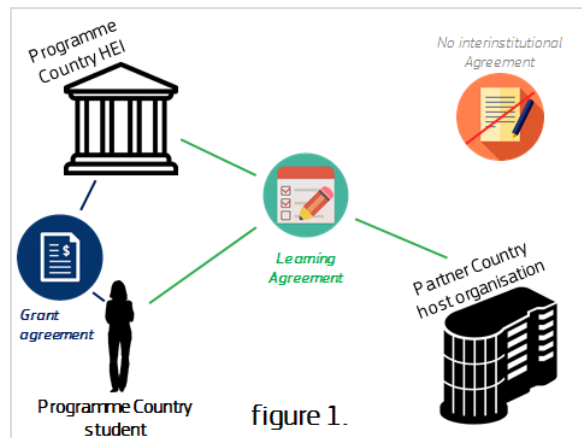 Programme
Country HEI
No interinstitutional
Agreement
$
Learning
Agreement
Partner Country
host organisation
Grant
agreement
Programme Country
student
figure 1.